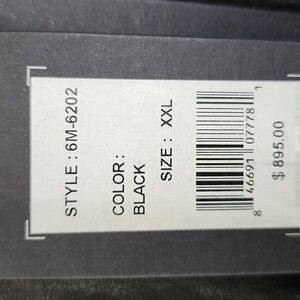 STYLE : 6M-6202
COLOR :
BLACK
SIZE : XXL
8 46691 07778 1
$ 895.00